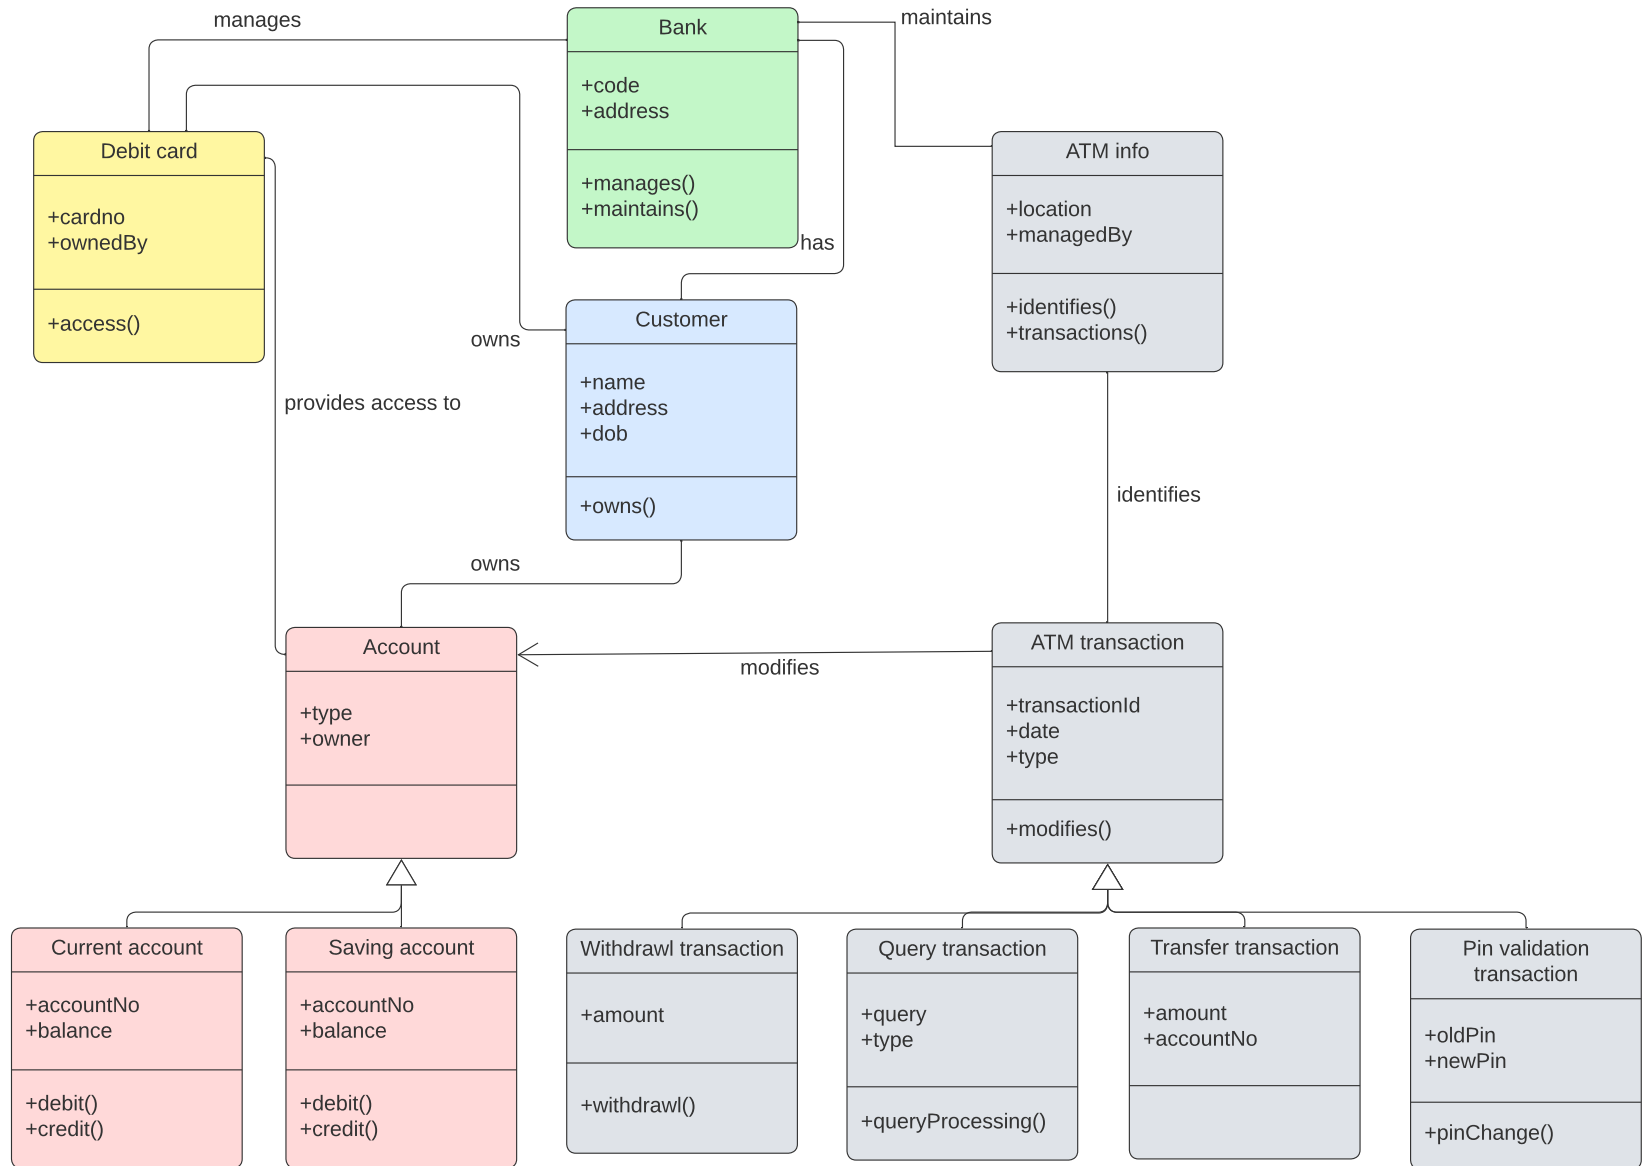 manages
Bank
maintains
+code
+address
+manages()
+maintains()
has
Debit card
+cardno
+ownedBy
+access()
ATM info
+location
+managedBy
+identifies()
+transactions()
owns
Customer
+name
+address
+dob
+owns()
provides access to
identifies
owns
Account
+type
+owner
modifies
ATM transaction
+transactionId
+date
+type
+modifies()
Current account
+accountNo
+balance
+debit()
+credit()
Saving account
+accountNo
+balance
+debit()
+credit()
Withdrawl transaction
+amount
+withdrawl()
Query transaction
+query
+type
+queryProcessing()
Transfer transaction
+amount
+accountNo
Pin validation
transaction
+oldPin
+newPin
+pinChange()